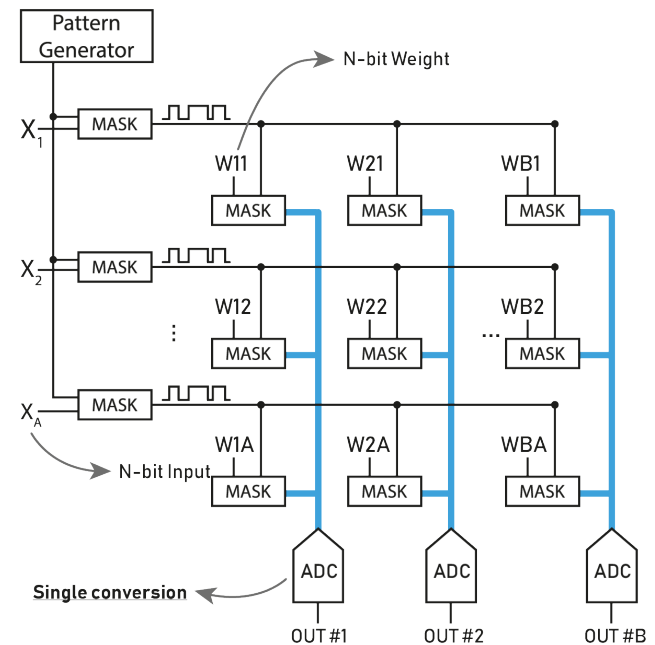 Pattern
Generator
N-bit Weight
X1
MASK
W11
W21
WB1
MASK
MASK
MASK
X2
MASK
W12
W22
WB2
...
MASK
MASK
MASK
XA
MASK
N-bit Input
W1A
W2A
WBA
MASK
MASK
MASK
Single conversion
ADC
ADC
ADC
OUT #1
OUT #2
OUT #B